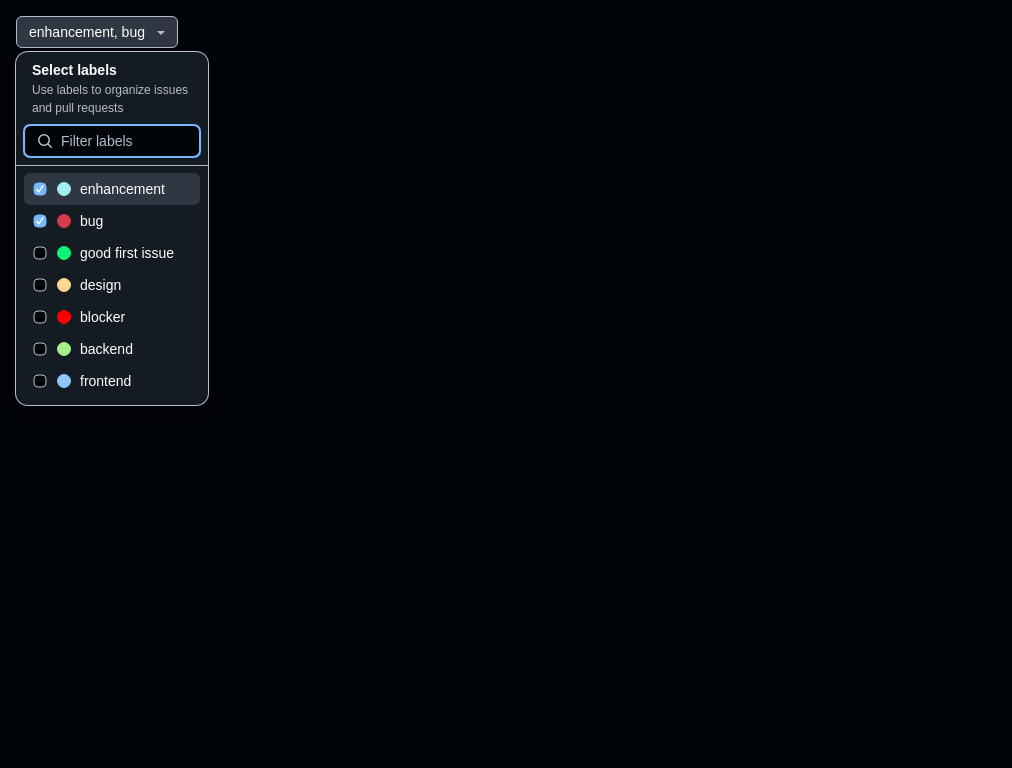 enhancement, bug
Select labels
Use labels to organize issues
and pull requests
Filter labels
enhancement
bug
good first issue
design
blocker
backend
frontend